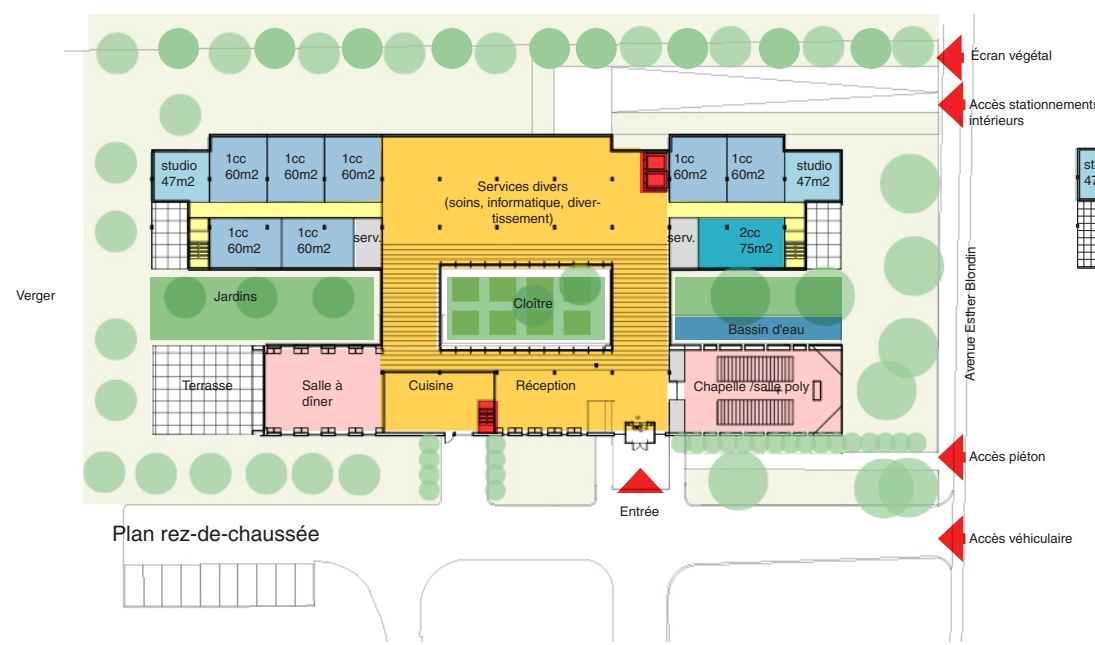 Écran végétal
Accès stationnements
intérieurs
studio
47m2
1cc
60m2
1cc
60m2
1cc
60m2
Services divers
(soins, informatique, diver-
tissement)
1cc
60m2
1cc
60m2
studio
47m2
1cc
60m2
1cc
60m2
serv.
serv.
2cc
75m2
Verger
Jardins
Cloître
Bassin d'eau
Avenue Esther Blondin
Terrasse
Salle à
dîner
Cuisine
Réception
Chapelle /salle poly
Accès piéton
Entrée
Plan rez-de-chaussée
Accès véhiculaire